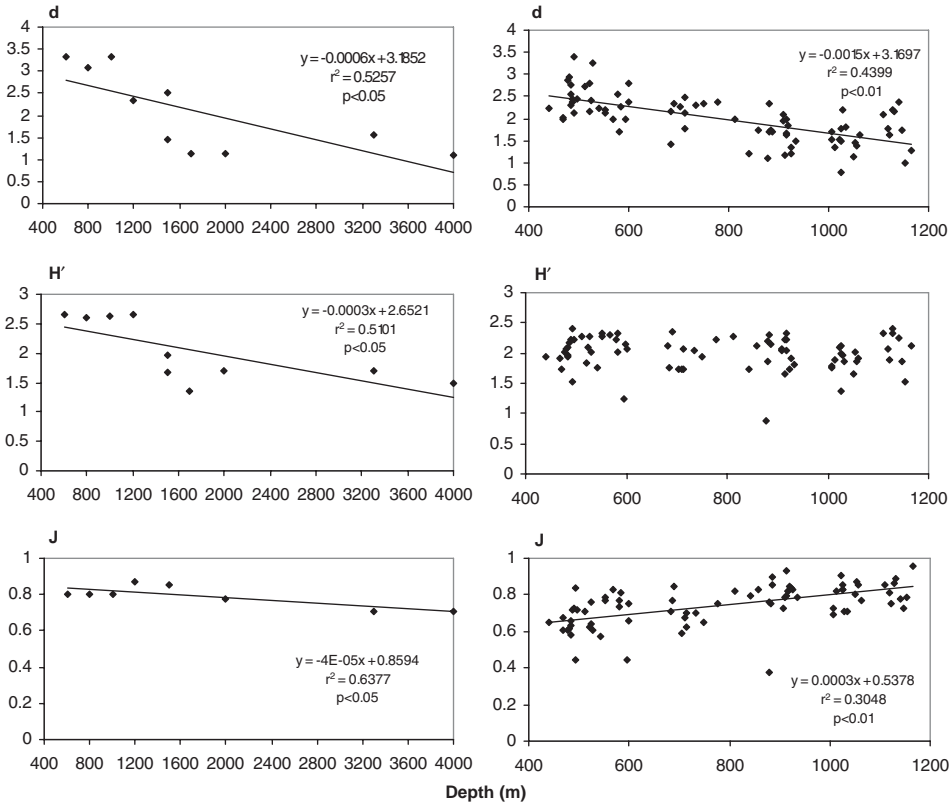 d
4
3.5
3
2.5
2
1.5
1
0.5
0
400 800 1200 1600 2000 2400 2800 3200 3600 4000
y = -0.0006x + 3.1852
r² = 0.5257
p<0.05
d
4
3.5
3
2.5
2
1.5
1
0.5
0
400 600 800 1000 1200
y = -0.0015x + 3.1697
r² = 0.4399
p<0.01
H′
3
2.5
2
1.5
1
0.5
0
400 800 1200 1600 2000 2400 2800 3200 3600 4000
y = -0.0003x + 2.6521
r² = 0.5101
p<0.05
H′
3
2.5
2
1.5
1
0.5
0
400 600 800 1000 1200
J
1
0.8
0.6
0.4
0.2
0
400 800 1200 1600 2000 2400 2800 3200 3600 4000
y = -4E-05x + 0.8594
r² = 0.6377
p<0.05
J
1
0.8
0.6
0.4
0.2
0
400 600 800 1000 1200
y = 0.0003x + 0.5378
r² = 0.3048
p<0.01
Depth (m)